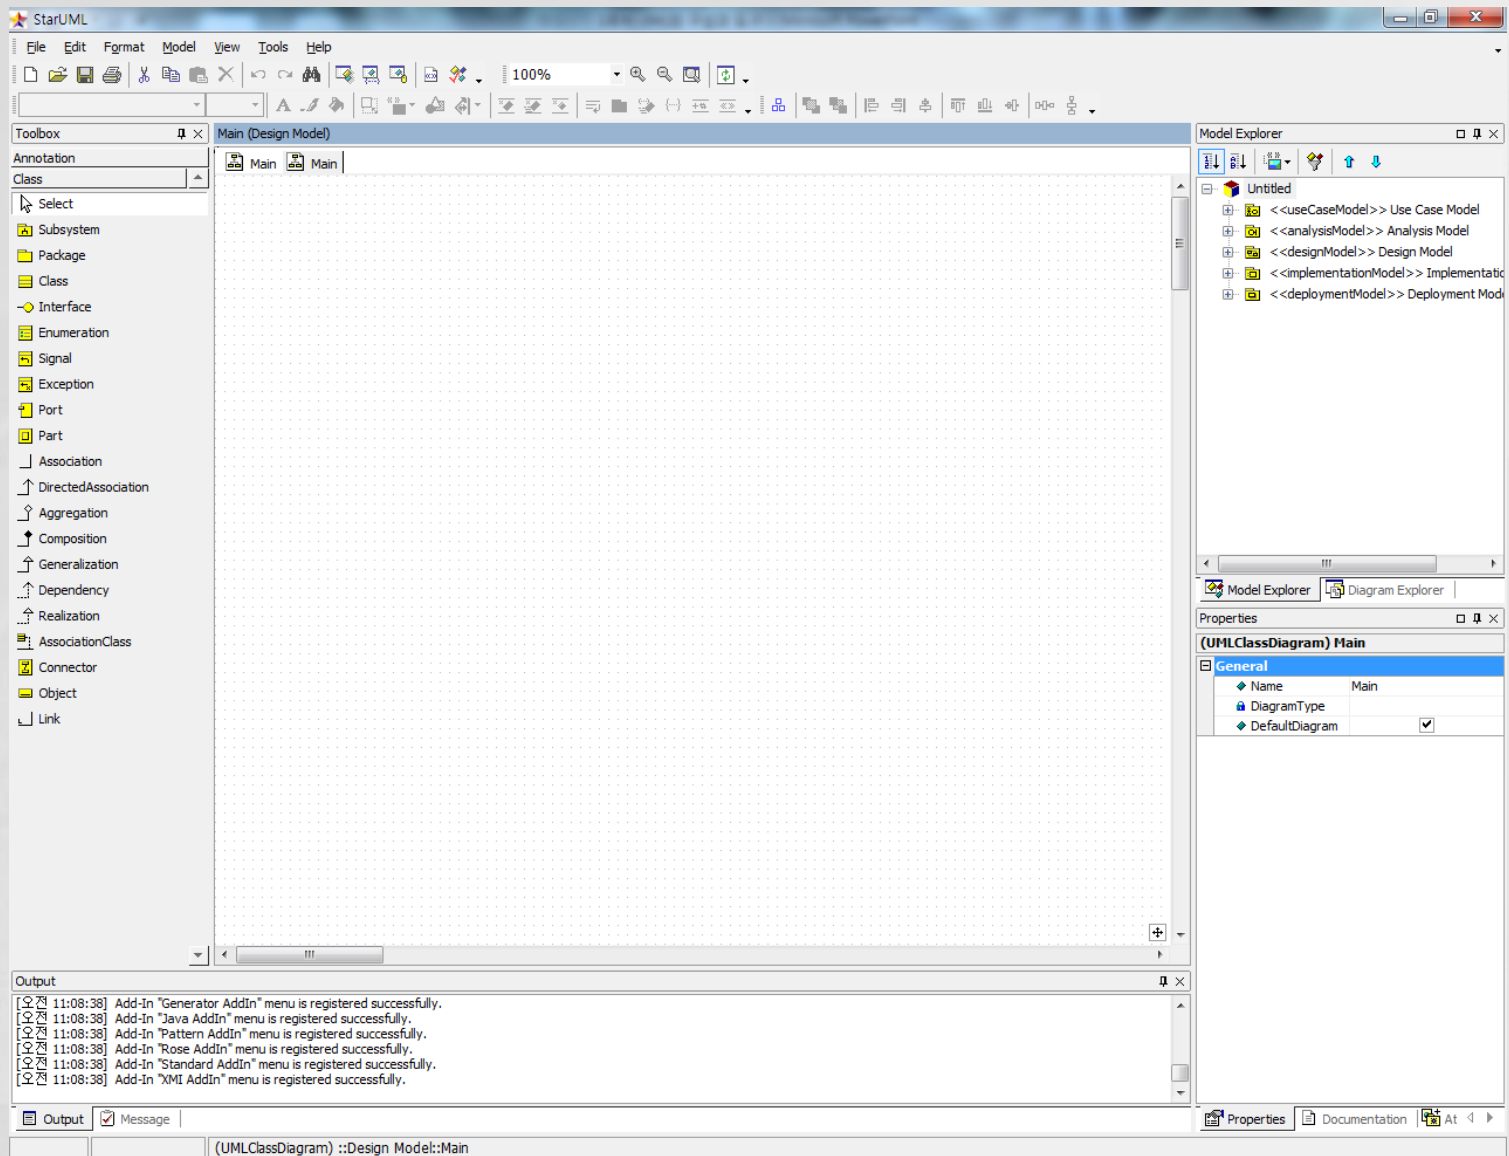 StarUML
File Edit Format Model View Tools Help
100%
Toolbox
Annotation
Class
Select
Subsystem
Package
Class
Interface
Enumeration
Signal
Exception
Port
Part
Association
DirectedAssociation
Aggregation
Composition
Generalization
Dependency
Realization
AssociationClass
Connector
Object
Link
Main (Design Model)
Main Main
Model Explorer
Untitled
<<useCaseModel>> Use Case Model
<<analysisModel>> Analysis Model
<<designModel>> Design Model
<<implementationModel>> Implementatic
<<deploymentModel>> Deployment Mod
Model Explorer Diagram Explorer
Properties
(UMLClassDiagram) Main
General
Name Main
DiagramType
DefaultDiagram
Output
[오전 11:08:38] Add-In "Generator AddIn" menu is registered successfully.
[오전 11:08:38] Add-In "Java AddIn" menu is registered successfully.
[오전 11:08:38] Add-In "Pattern AddIn" menu is registered successfully.
[오전 11:08:38] Add-In "Rose AddIn" menu is registered successfully.
[오전 11:08:38] Add-In "Standard AddIn" menu is registered successfully.
[오전 11:08:38] Add-In "XMI AddIn" menu is registered successfully.
Output Message
Properties Documentation At
(UMLClassDiagram) ::Design Model::Main